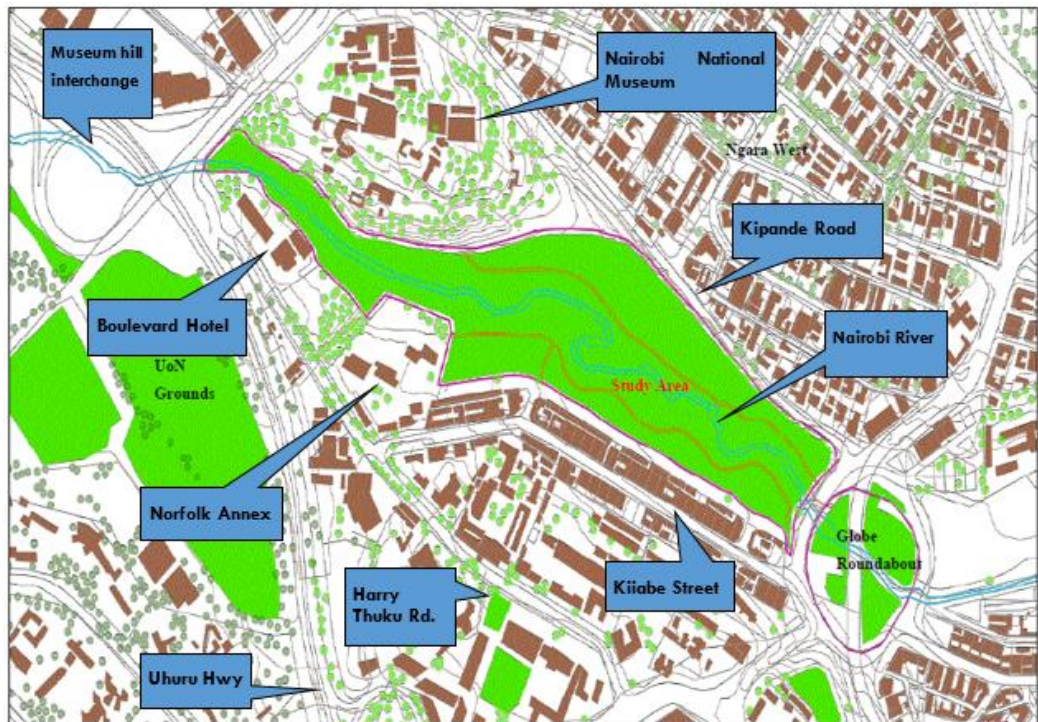 Museum hill
interchange
Nairobi National
Museum
Ngara West
Kipande Road
Boulevard Hotel
Nairobi River
UoN
Grounds
Study Area
Norfolk Annex
Globe
Roundabout
Harry
Thuku Rd.
Kijabe Street
Uhuru Hwy